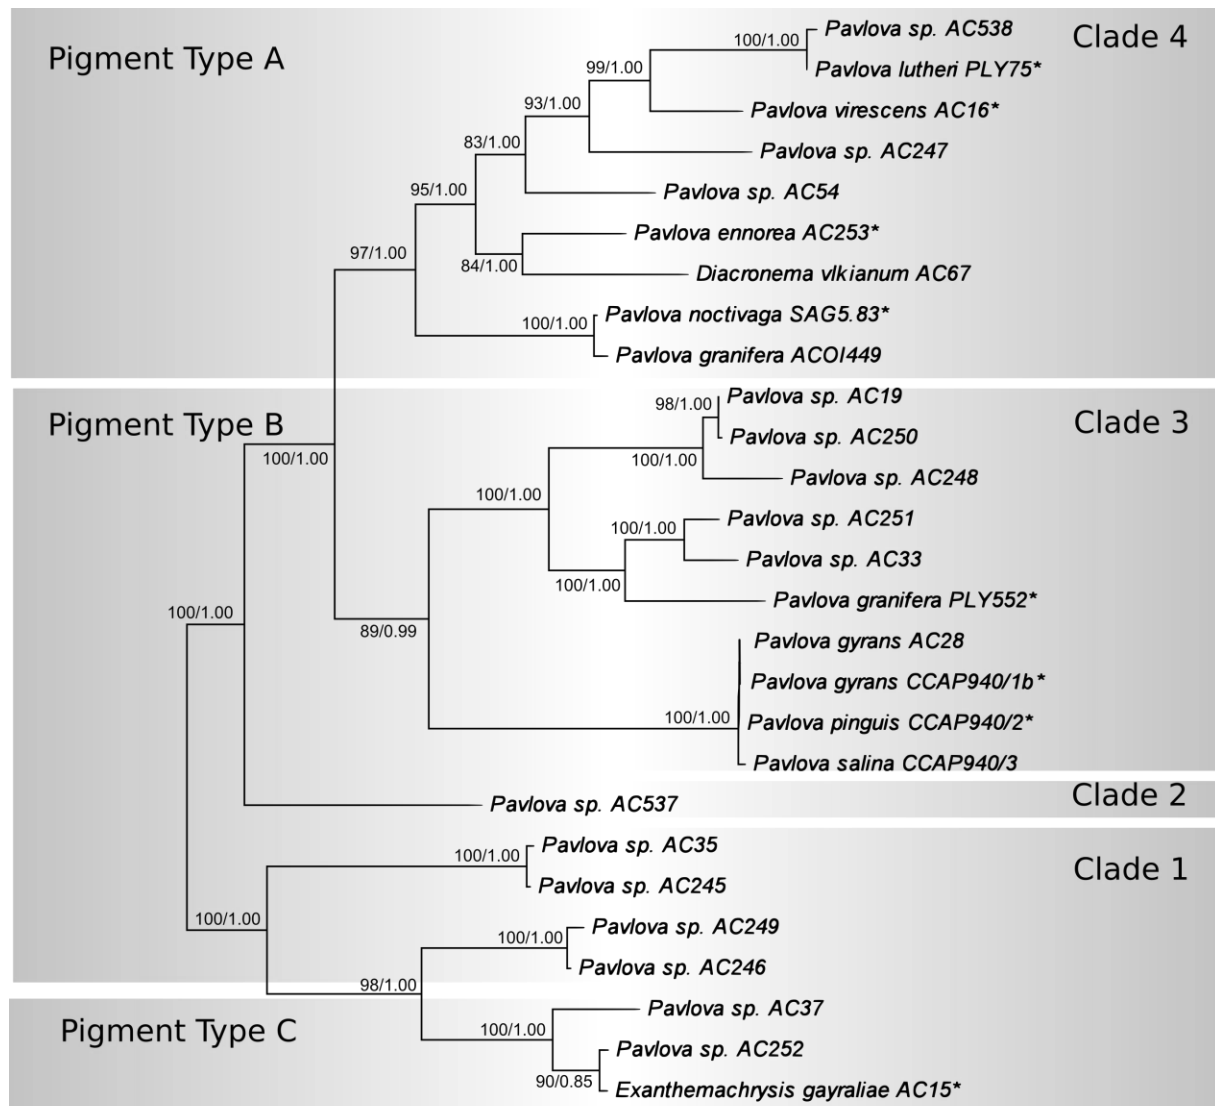 Pigment Type A
Clade 4
100/1.00
Pavlova sp. AC538
Pavlova lutheri PLY75*
99/1.00
Pavlova virescens AC16*
93/1.00
Pavlova sp. AC247
83/1.00
Pavlova sp. AC54
95/1.00
Pavlova ennorea AC253*
84/1.00
Diacronema vlkianum AC67
97/1.00
Pavlova noctivaga SAG5.83*
100/1.00
Pavlova granifera ACOI449
Pigment Type B
Clade 3
98/1.00
Pavlova sp. AC19
Pavlova sp. AC250
100/1.00
100/1.00
Pavlova sp. AC248
100/1.00
Pavlova sp. AC251
100/1.00
Pavlova sp. AC33
100/1.00
Pavlova granifera PLY552*
100/1.00
89/0.99
Pavlova gyrans AC28
Pavlova gyrans CCAP940/1b*
100/1.00
Pavlova pinguis CCAP940/2*
Pavlova salina CCAP940/3
Clade 2
Pavlova sp. AC537
Clade 1
100/1.00
Pavlova sp. AC35
Pavlova sp. AC245
100/1.00
Pavlova sp. AC249
100/1.00
Pavlova sp. AC246
98/1.00
Pigment Type C
Pavlova sp. AC37
100/1.00
Pavlova sp. AC252
90/0.85
Exanthemachrysis gayraliae AC15*